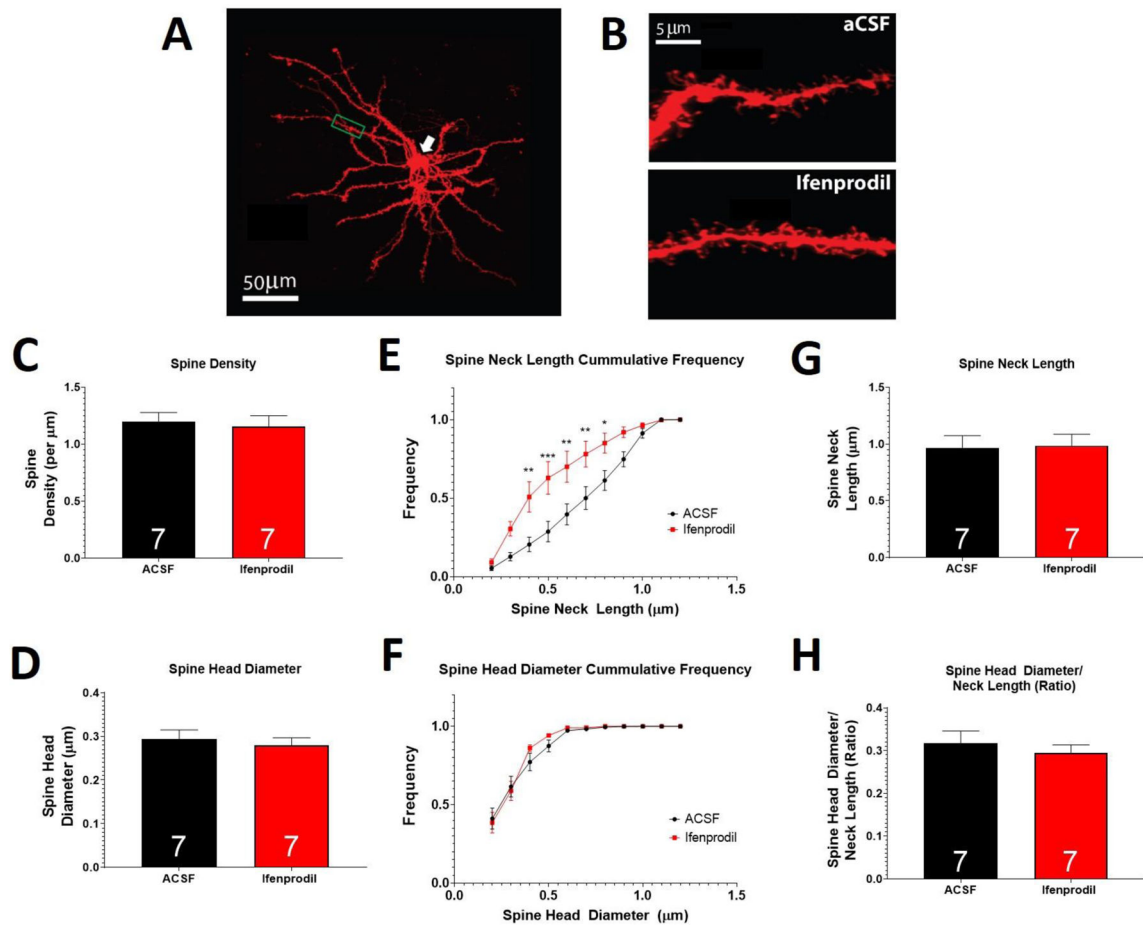 A
50μm
B
5 μm
aCSF
Ifenprodil
C
Spine Density
Spine
Density (per μm)
1.5
1.0
0.5
0.0
7
7
ACSF
Ifenprodil
E
Spine Neck Length Cummulative Frequency
Frequency
1.0
0.5
0.0
**
***
**
**
*
ACSF
Ifenprodil
0.0
0.5
1.0
1.5
Spine Neck Length (μm)
G
Spine Neck Length
Spine Neck
Length (μm)
1.5
1.0
0.5
0.0
7
7
ACSF
Ifenprodil
D
Spine Head Diameter
Spine Head
Diameter (μm)
0.4
0.3
0.2
0.1
0.0
7
7
ACSF
Ifenprodil
F
Spine Head Diameter Cummulative Frequency
Frequency
1.0
0.5
0.0
ACSF
Ifenprodil
0.0
0.5
1.0
1.5
Spine Head Diameter (μm)
H
Spine Head Diameter/
Neck Length (Ratio)
Spine Head Diameter/
Neck Length (Ratio)
0.4
0.3
0.2
0.1
0.0
7
7
ACSF
Ifenprodil